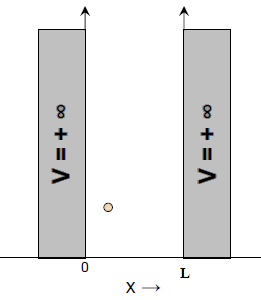 V = + ∞
V = + ∞
0
L
X →